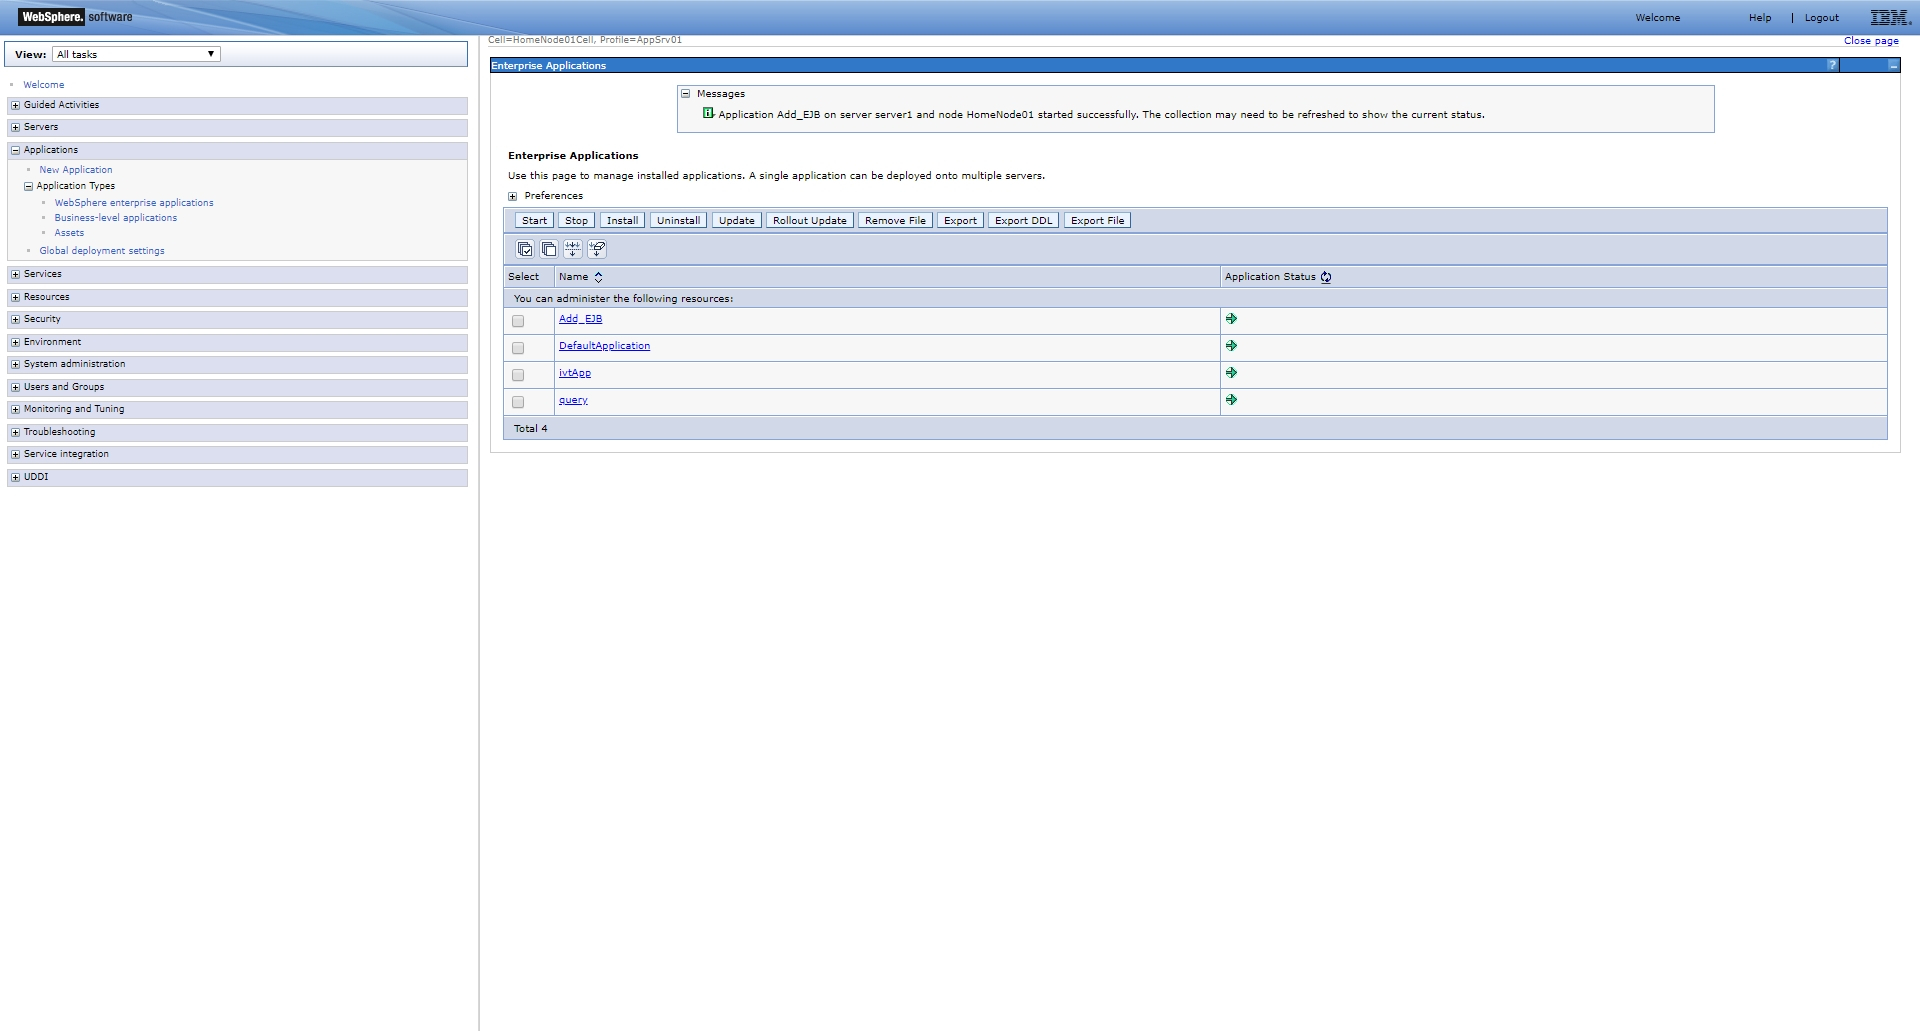 WebSphere. software
Welcome Help | Logout IBM.
View: All tasks
Cell=HomeNode01Cell, Profile=AppSrv01
Close page
Welcome
Guided Activities
Servers
Applications
New Application
Application Types
WebSphere enterprise applications
Business-level applications
Assets
Global deployment settings
Services
Resources
Security
Environment
System administration
Users and Groups
Monitoring and Tuning
Troubleshooting
Service integration
UDDI
Enterprise Applications
?
Messages
Application Add_EJB on server server1 and node HomeNode01 started successfully. The collection may need to be refreshed to show the current status.
Enterprise Applications
Use this page to manage installed applications. A single application can be deployed onto multiple servers.
Preferences
Start Stop Install Uninstall Update Rollout Update Remove File Export Export DDL Export File
Select Name Application Status
You can administer the following resources:
Add_EJB
DefaultApplication
ivtApp
query
Total 4